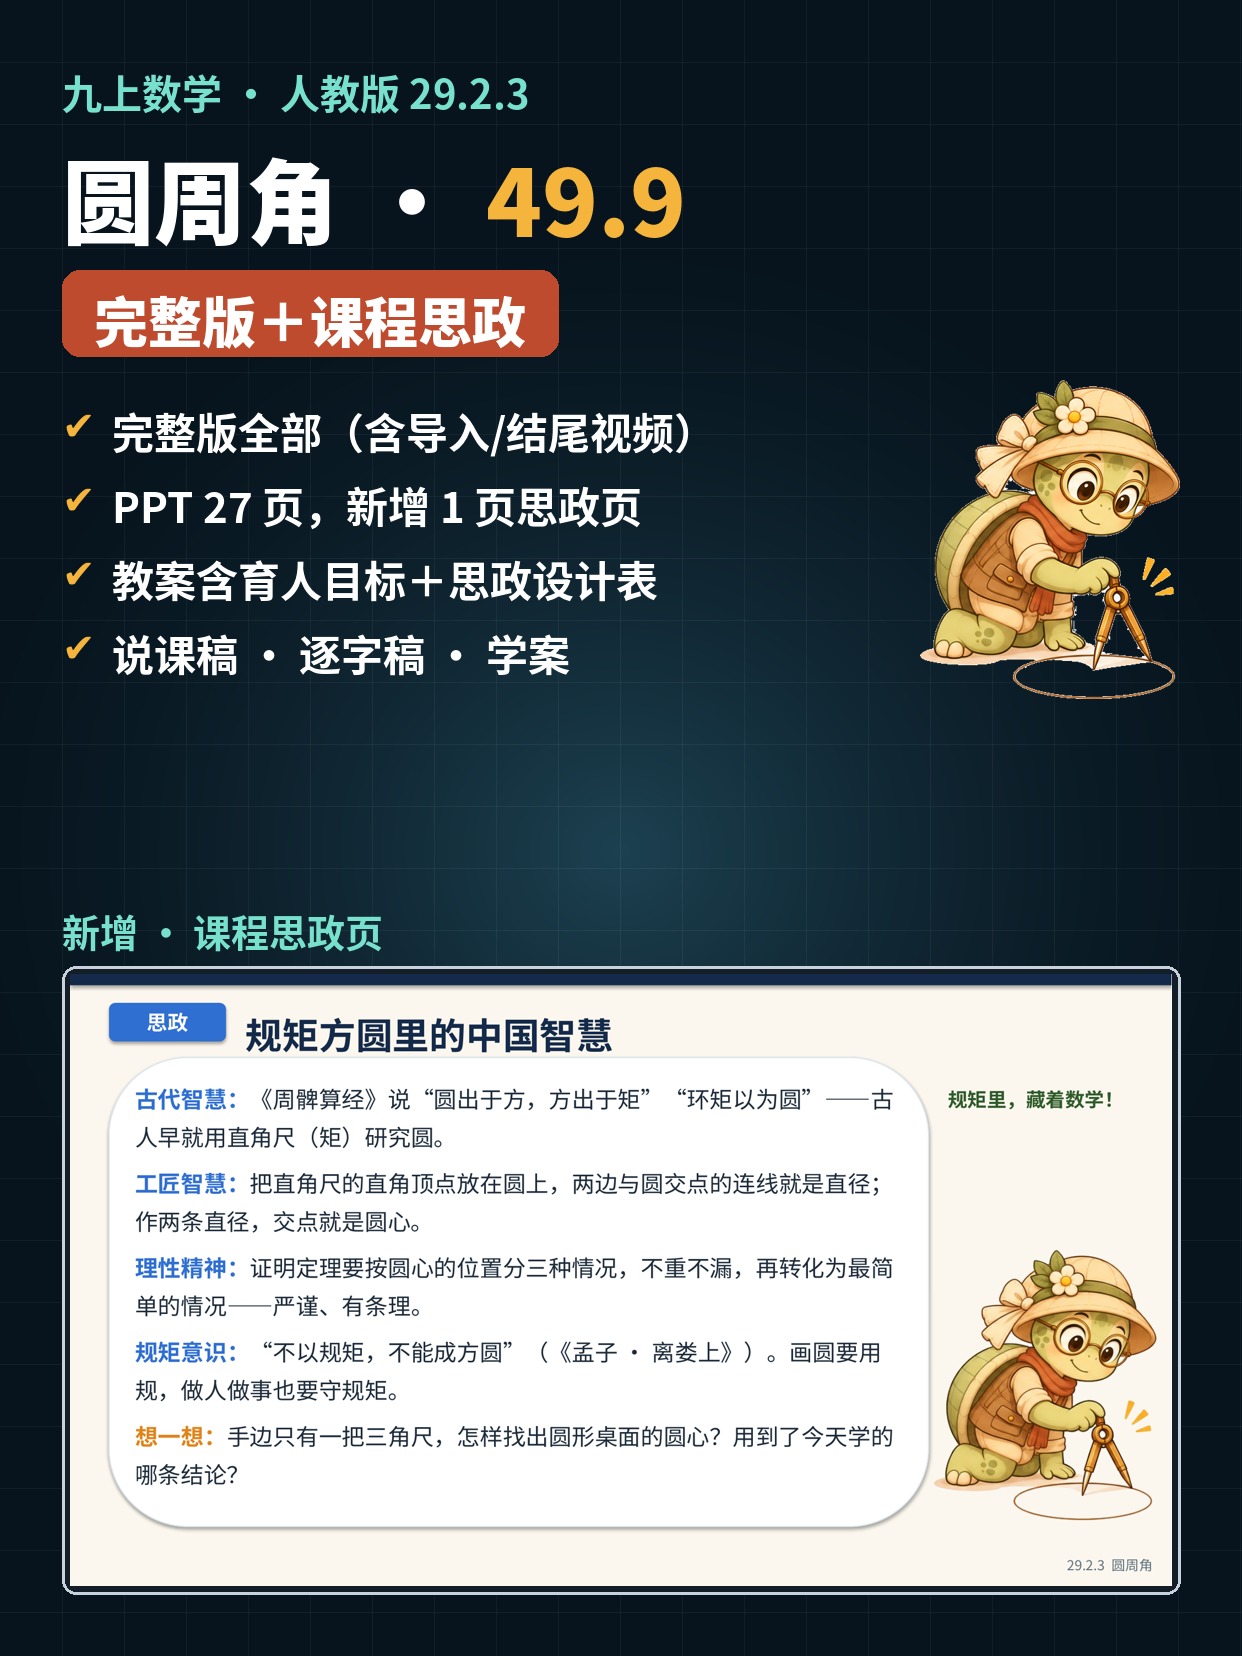 九上数学 · 人教版 29.2.3
圆周角 · 49.9
完整版＋课程思政
✔ 完整版全部（含导入/结尾视频）
✔ PPT 27 页，新增 1 页思政页
✔ 教案含育人目标＋思政设计表
✔ 说课稿 · 逐字稿 · 学案
新增 · 课程思政页
思政
规矩方圆里的中国智慧
古代智慧：《周髀算经》说“圆出于方，方出于矩”“环矩以为圆”——古
人早就用直角尺（矩）研究圆。
工匠智慧：把直角尺的直角顶点放在圆上，两边与圆交点的连线就是直径；
作两条直径，交点就是圆心。
理性精神：证明定理要按圆心的位置分三种情况，不重不漏，再转化为最简
单的情况——严谨、有条理。
规矩意识：“不以规矩，不能成方圆”（《孟子 · 离娄上》）。画圆要用
规，做人做事也要守规矩。
想一想：手边只有一把三角尺，怎样找出圆形桌面的圆心？用到了今天学的
哪条结论？
规矩里，藏着数学！
29.2.3 圆周角